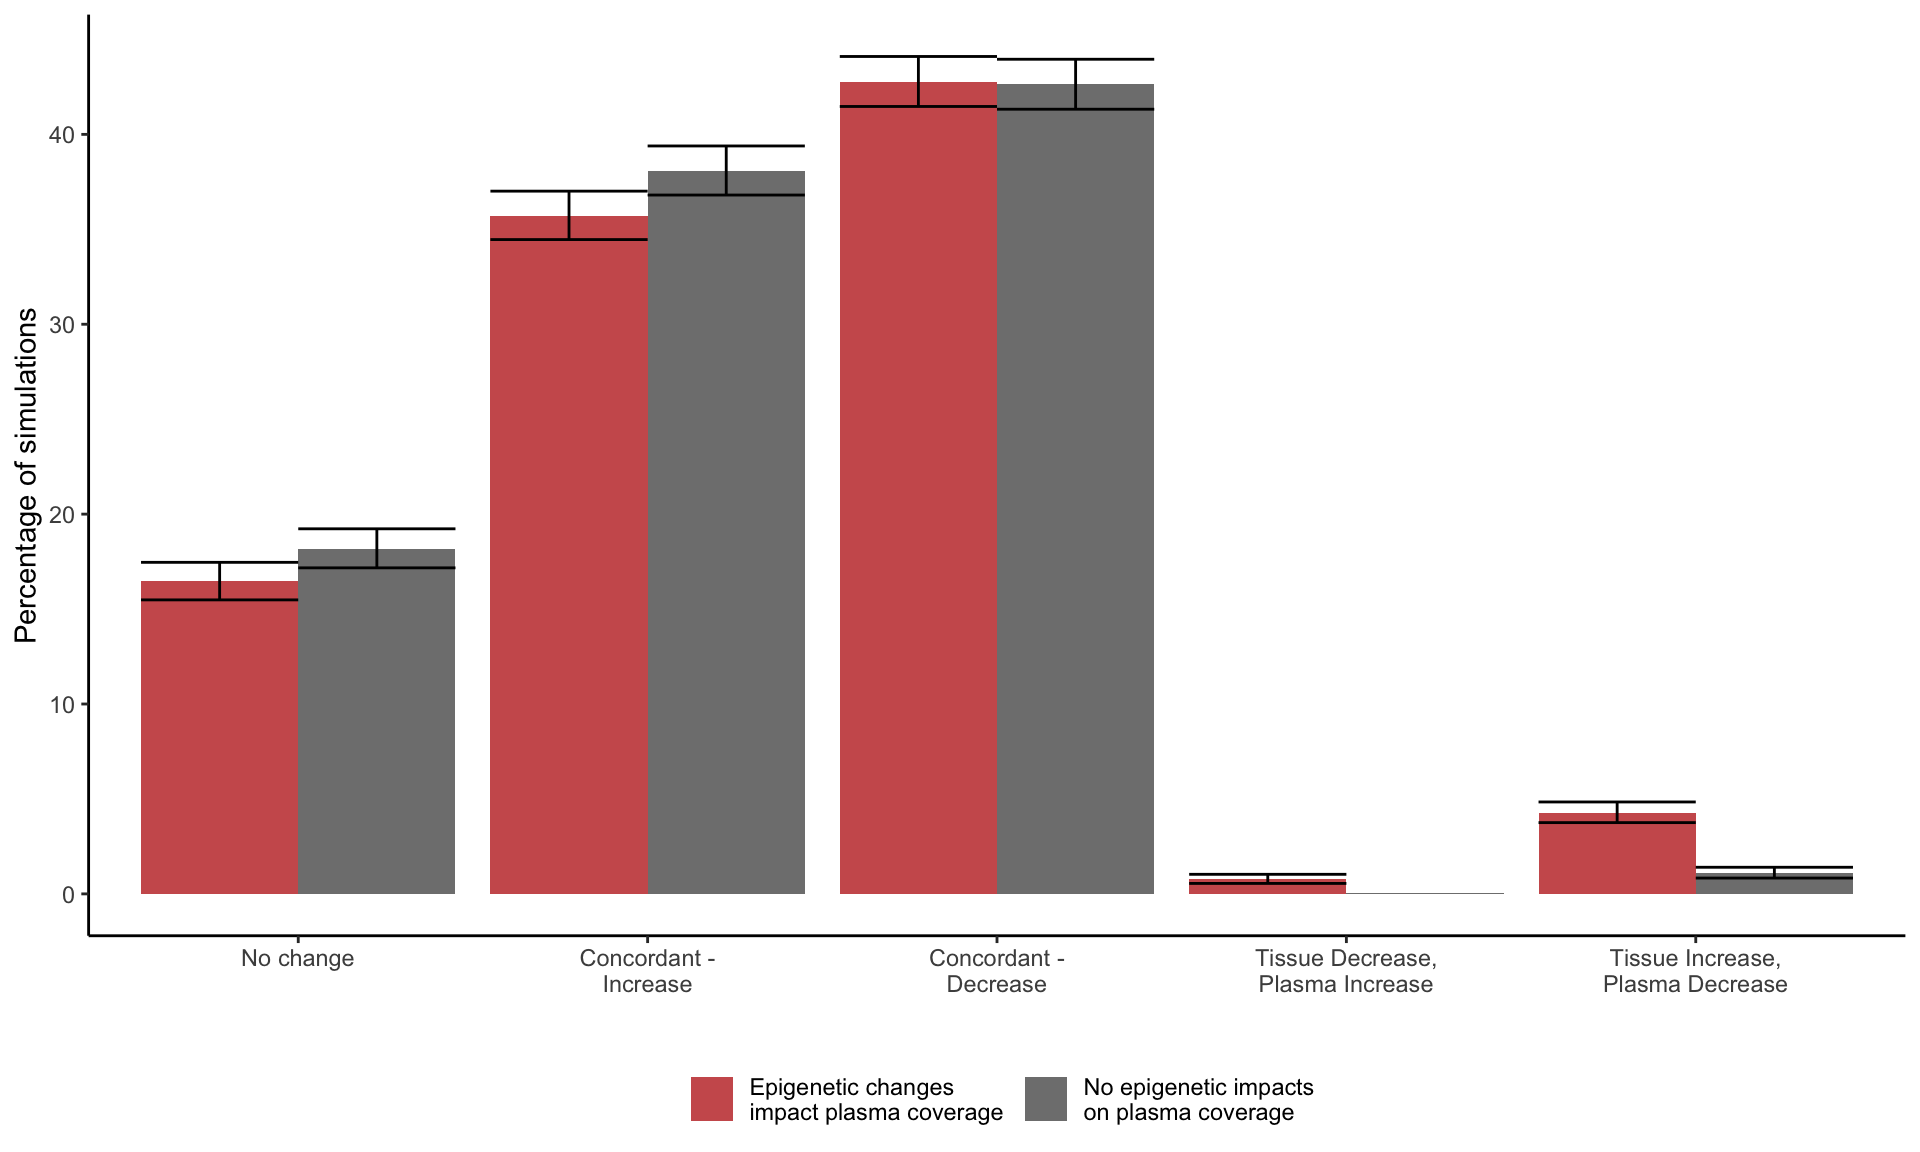 Percentage of simulations
40
30
20
10
0
No change
Concordant -
Increase
Concordant -
Decrease
Tissue Decrease,
Plasma Increase
Tissue Increase,
Plasma Decrease
Epigenetic changes
impact plasma coverage
No epigenetic impacts
on plasma coverage